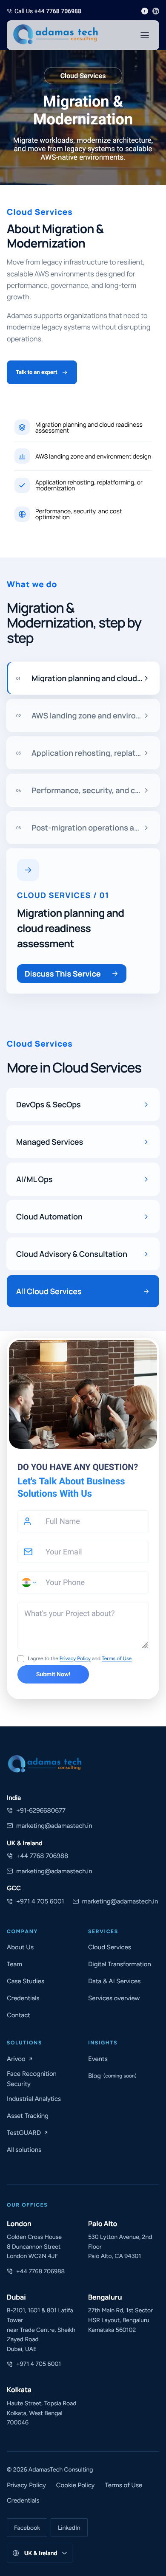 Call Us +44 7768 706988
adamas tech
Cloud Services
Migration &
Modernization
Migrate workloads, modernize architecture,
and move from legacy systems to scalable
AWS-native environments.
Cloud Services
About Migration &
Modernization
Move from legacy infrastructure to resilient,
scalable AWS environments designed for
performance, governance, and long-term
growth.
Adamas supports organizations that need to
modernize legacy systems without disrupting
operations.
Talk to an expert
Migration planning and cloud readiness
assessment
AWS landing zone and environment design
Application rehosting, replatforming, or
modernization
Performance, security, and cost
optimization
What we do
Migration &
Modernization, step by
step
01 Migration planning and cloud...
02 AWS landing zone and enviro...
03 Application rehosting, replat...
04 Performance, security, and c...
05 Post-migration operations a...
CLOUD SERVICES / 01
Migration planning and
cloud readiness
assessment
Discuss This Service
Cloud Services
More in Cloud Services
DevOps & SecOps
Managed Services
AI/ML Ops
Cloud Automation
Cloud Advisory & Consultation
All Cloud Services
DO YOU HAVE ANY QUESTION?
Let's Talk About Business
Solutions With Us
Full Name
Your Email
Your Phone
What's Your Project about?
I agree to the Privacy Policy and Terms of Use.
Submit Now!
adamas tech
India
+91-6296680677
marketing@adamastech.in
UK & Ireland
+44 7768 706988
marketing@adamastech.in
GCC
+971 4 705 6001 marketing@adamastech.in
COMPANY
About Us
Team
Case Studies
Credentials
Contact
SERVICES
Cloud Services
Digital Transformation
Data & AI Services
Services overview
SOLUTIONS
Arivoo
Face Recognition
Security
Industrial Analytics
Asset Tracking
TestGUARD
All solutions
INSIGHTS
Events
Blog (coming soon)
OUR OFFICES
London
Golden Cross House
8 Duncannon Street
London WC2N 4JF
+44 7768 706988
Palo Alto
530 Lytton Avenue, 2nd
Floor
Palo Alto, CA 94301
Dubai
B-2101, 1601 & 801 Latifa
Tower
near Trade Centre, Sheikh
Zayed Road
Dubai, UAE
+971 4 705 6001
Bengaluru
27th Main Rd, 1st Sector
HSR Layout, Bengaluru
Karnataka 560102
Kolkata
Haute Street, Topsia Road
Kolkata, West Bengal
700046
© 2026 AdamasTech Consulting
Privacy Policy Cookie Policy Terms of Use
Credentials
Facebook LinkedIn
UK & Ireland